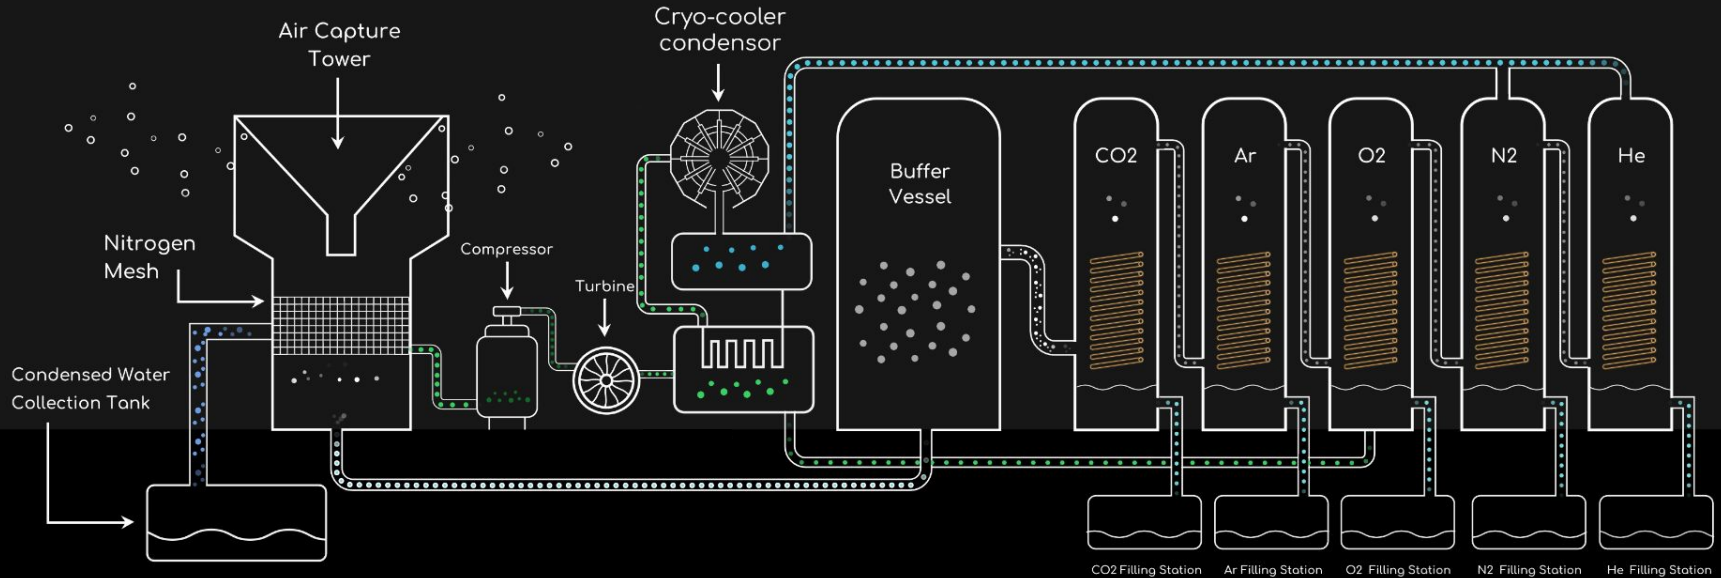 Air Capture
Tower
Cryo-cooler
condensor
Nitrogen
Mesh
Compressor
Turbine
Buffer
Vessel
CO2
Ar
O2
N2
He
Condensed Water
Collection Tank
CO2 Filling Station
Ar Filling Station
O2 Filling Station
N2 Filling Station
He Filling Station